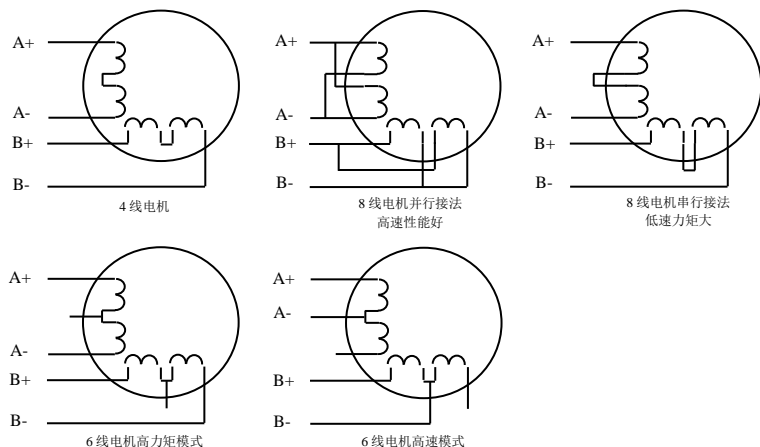 A+
A-
B+
B-
4 线电机
A+
A-
B+
B-
8 线电机并行接法
高速性能好
A+
A-
B+
B-
8 线电机串行接法
低速力矩大
A+
A-
B+
B-
6 线电机高力矩模式
A+
A-
B+
B-
6 线电机高速模式